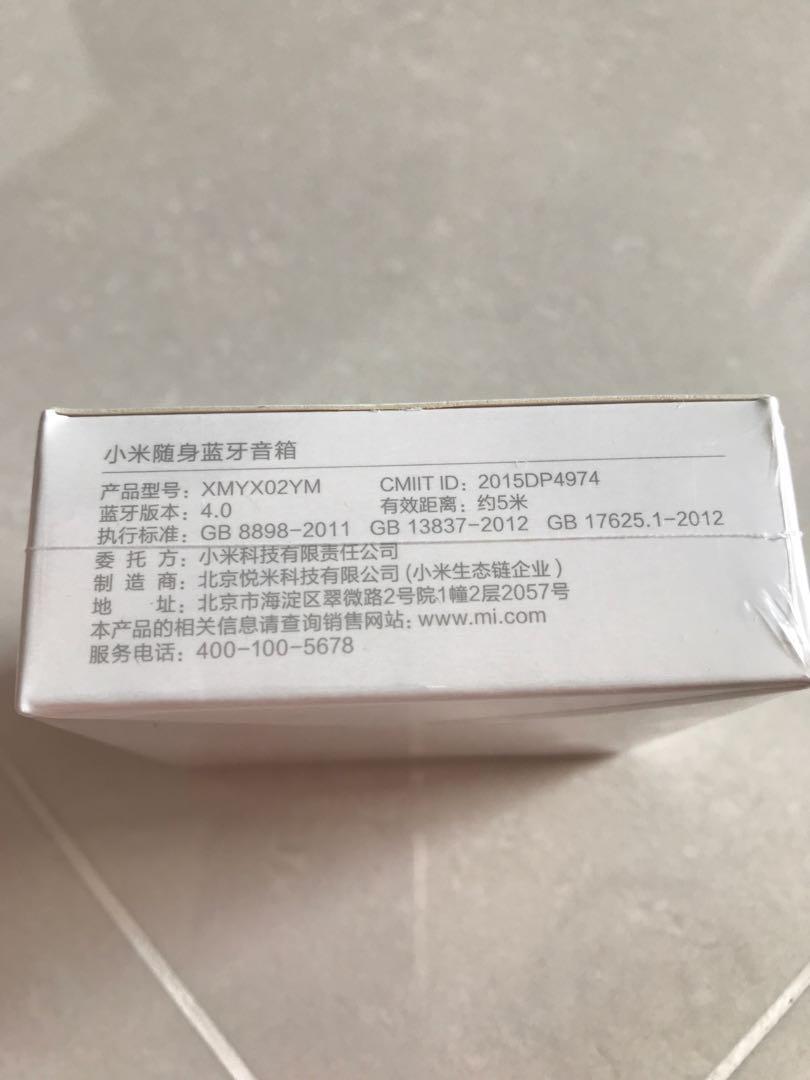 小米随身蓝牙音箱
产品型号：XMYX02YM CMIIT ID：2015DP4974
蓝牙版本：4.0 有效距离：约5米
执行标准：GB 8898-2011 GB 13837-2012 GB 17625.1-2012
委 托 方：小米科技有限责任公司
制 造 商：北京悦米科技有限公司 (小米生态链企业)
地 址：北京市海淀区翠微路2号院1幢2层2057号
本产品的相关信息请查询销售网站：www.mi.com
服务电话：400-100-5678